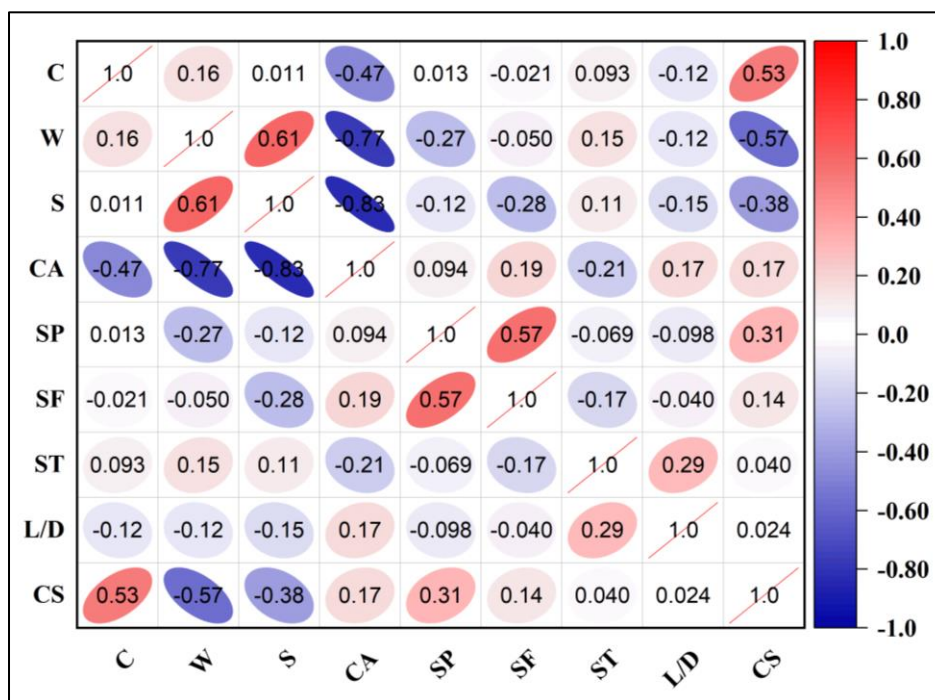 C 1.0 0.16 0.011 -0.47 0.013 -0.021 0.093 -0.12 0.53
W 0.16 1.0 0.61 -0.77 -0.27 -0.050 0.15 -0.12 -0.57
S 0.011 0.61 1.0 -0.83 -0.12 -0.28 0.11 -0.15 -0.38
CA -0.47 -0.77 -0.83 1.0 0.094 0.19 -0.21 0.17 0.17
SP 0.013 -0.27 -0.12 0.094 1.0 0.57 -0.069 -0.098 0.31
SF -0.021 -0.050 -0.28 0.19 0.57 1.0 -0.17 -0.040 0.14
ST 0.093 0.15 0.11 -0.21 -0.069 -0.17 1.0 0.29 0.040
L/D -0.12 -0.12 -0.15 0.17 -0.098 -0.040 0.29 1.0 0.024
CS 0.53 -0.57 -0.38 0.17 0.31 0.14 0.040 0.024 1.0
C W S CA SP SF ST L/D CS
1.0
0.80
0.60
0.40
0.20
0.0
-0.20
-0.40
-0.60
-0.80
-1.0